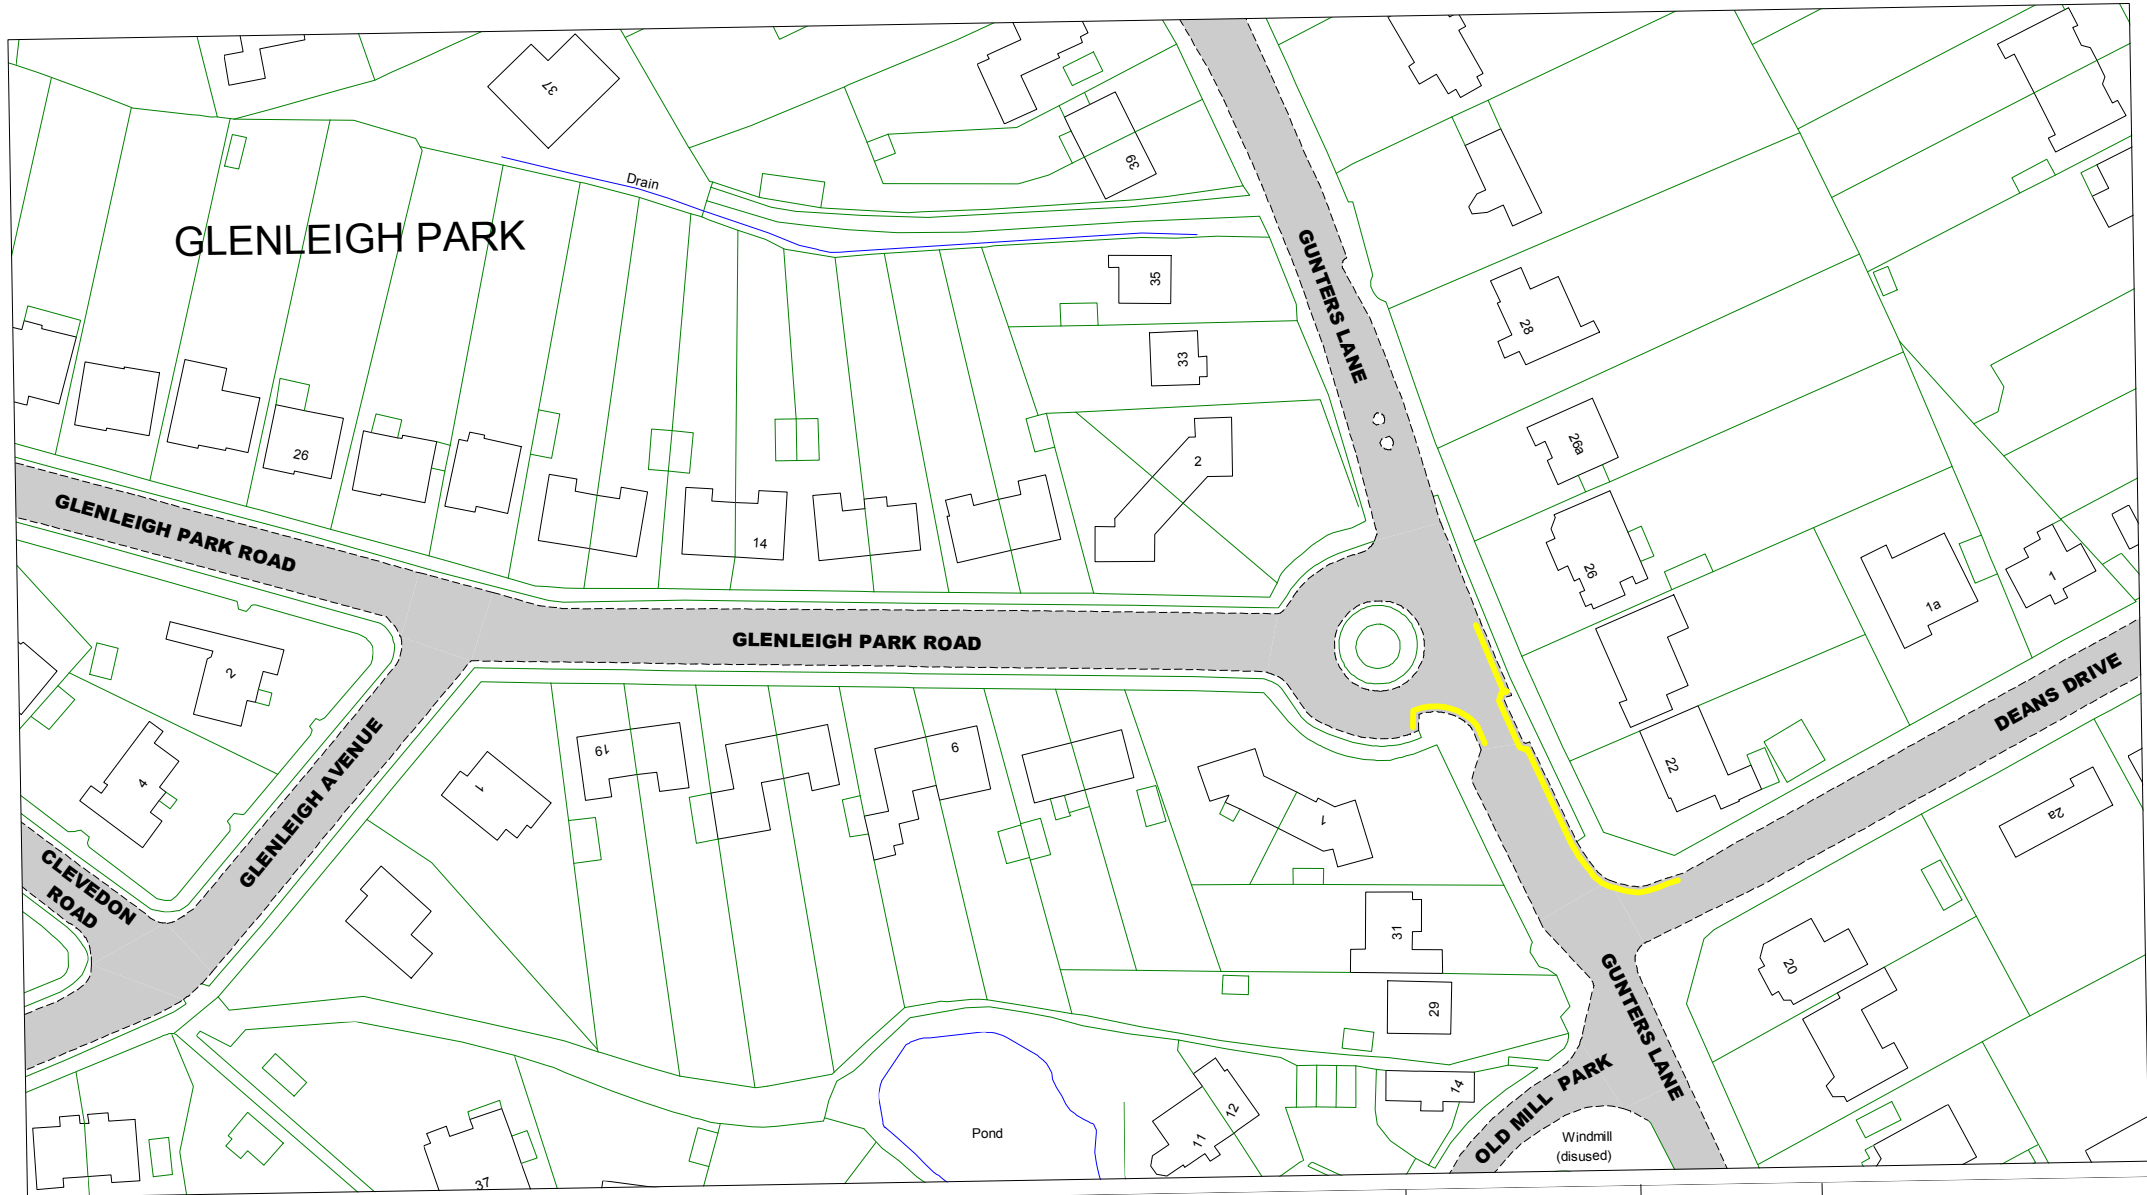 37
39
Drain
GLENLEIGH PARK
GUNTERS LANE
35
28
33
26a
2
26
14
GLENLEIGH PARK ROAD
26
1
1a
GLENLEIGH PARK ROAD
2
DEANS DRIVE
19
9
22
4
1
1
2a
GLENLEIGH AVENUE
CLEVEDON
ROAD
31
20
29
GUNTERS LANE
14
12
11
OLD MILL PARK
Pond
Windmill
(disused)
37